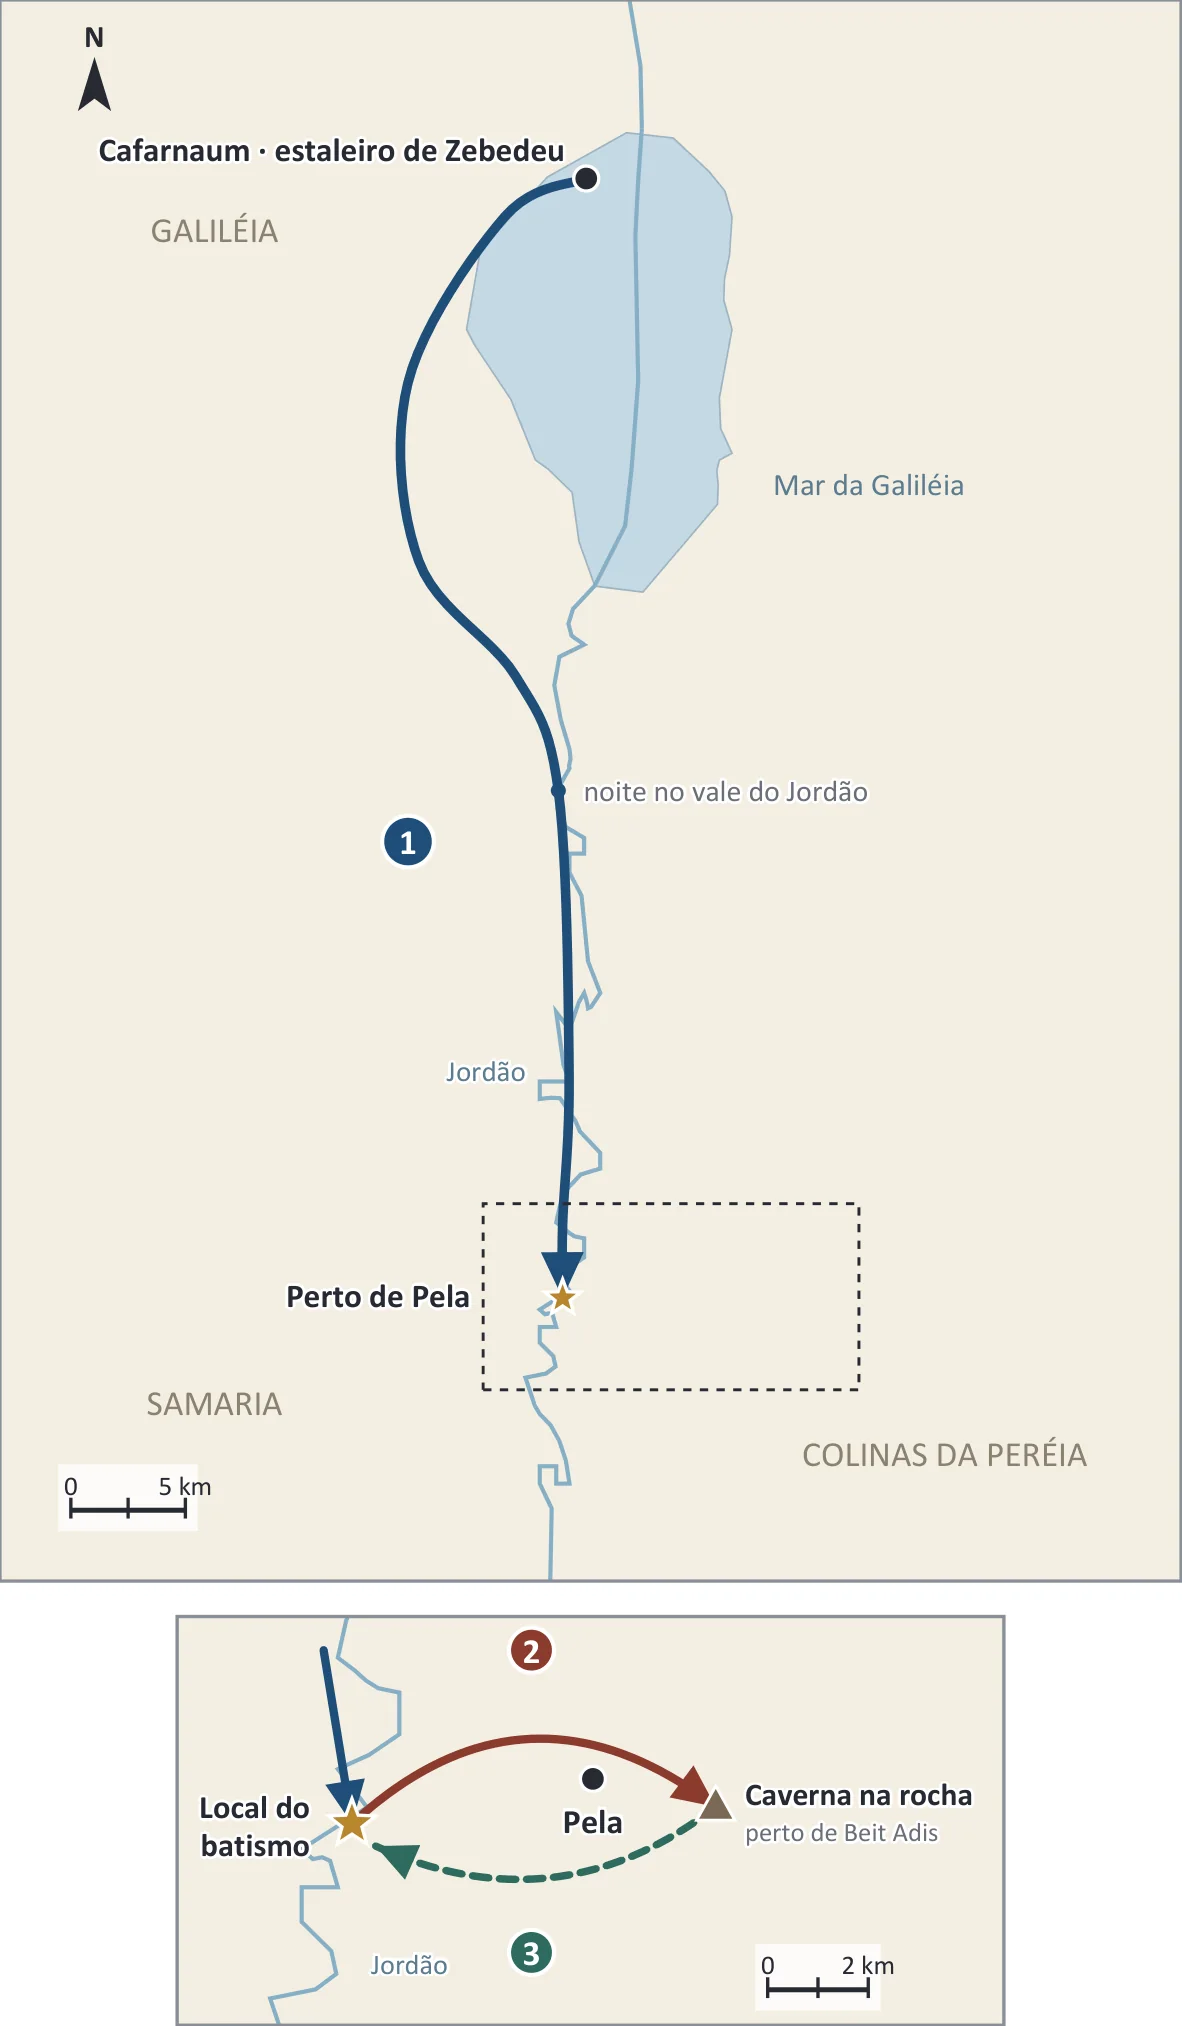 N
Cafarnaum · estaleiro de Zebedeu
GALILÉIA
Mar da Galiléia
noite no vale do Jordão
1
Jordão
Perto de Pela
SAMARIA
COLINAS DA PERÉIA
0 5 km
2
Local do
batismo
Pela
Caverna na rocha
perto de Beit Adis
3
Jordão
0 2 km